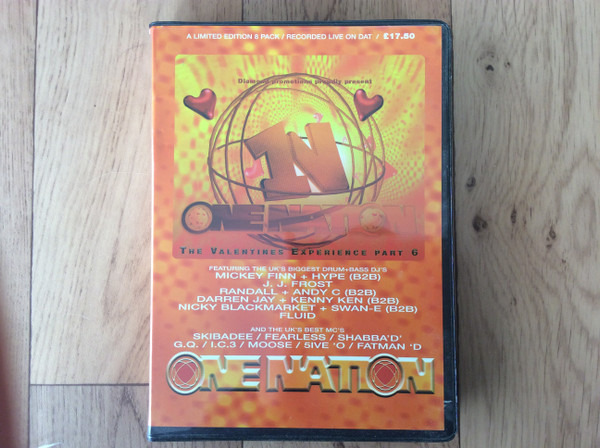 A LIMITED EDITION 8 PACK / RECORDED LIVE ON DAT / £17.50
Diamond promotions proudly present
1N
ONE NATION
THE VALENTINES EXPERIENCE PART 6
FEATURING THE UK'S BIGGEST DRUM+BASS DJ'S
MICKEY FINN + HYPE (B2B)
J. J. FROST
RANDALL + ANDY C (B2B)
DARREN JAY + KENNY KEN (B2B)
NICKY BLACKMARKET + SWAN-E (B2B)
FLUID
AND THE UK'S BEST MC'S
SKIBADEE / FEARLESS / SHABBA'D'
G.Q. / I.C.3 / MOOSE / 5IVE 'O / FATMAN 'D
ONE NATION